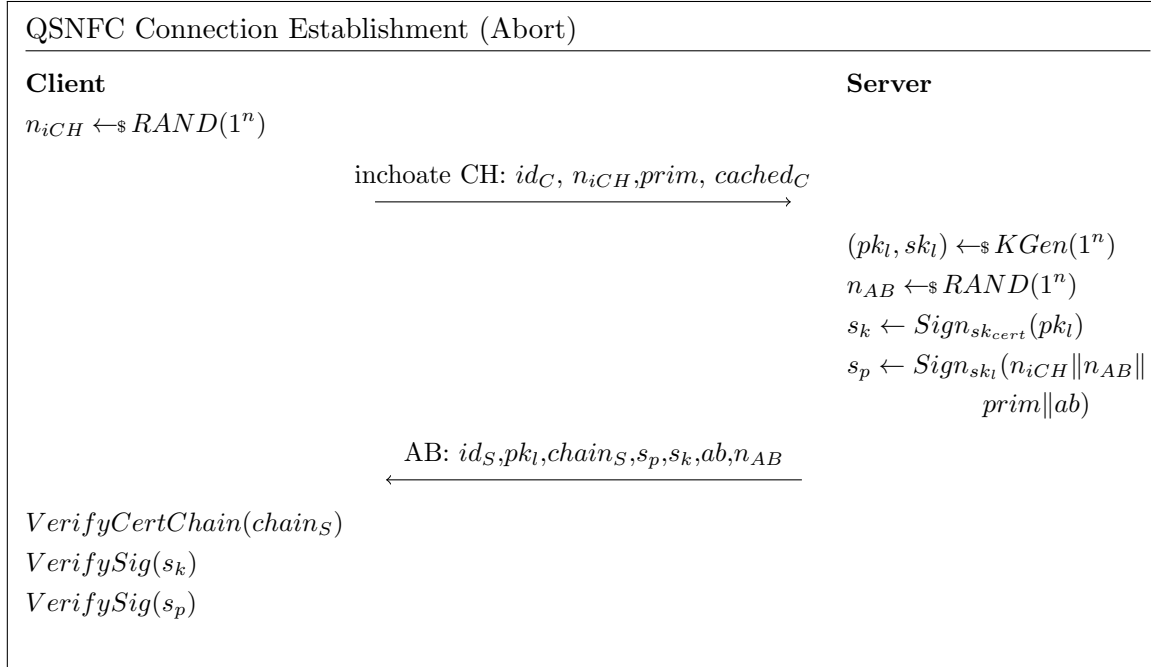 QSNFC Connection Establishment (Abort)
Client Server
n_{iCH} ←$ RAND(1^n)
inchoate CH: id_C, n_{iCH},prim, cached_C
(pk_l, sk_l) ←$ KGen(1^n)
n_{AB} ←$ RAND(1^n)
s_k ← Sign_{sk_{cert}}(pk_l)
s_p ← Sign_{sk_l}(n_{iCH}‖n_{AB}‖
prim‖ab)
AB: id_S,pk_l,chain_S,s_p,s_k,ab,n_{AB}
VerifyCertChain(chain_S)
VerifySig(s_k)
VerifySig(s_p)